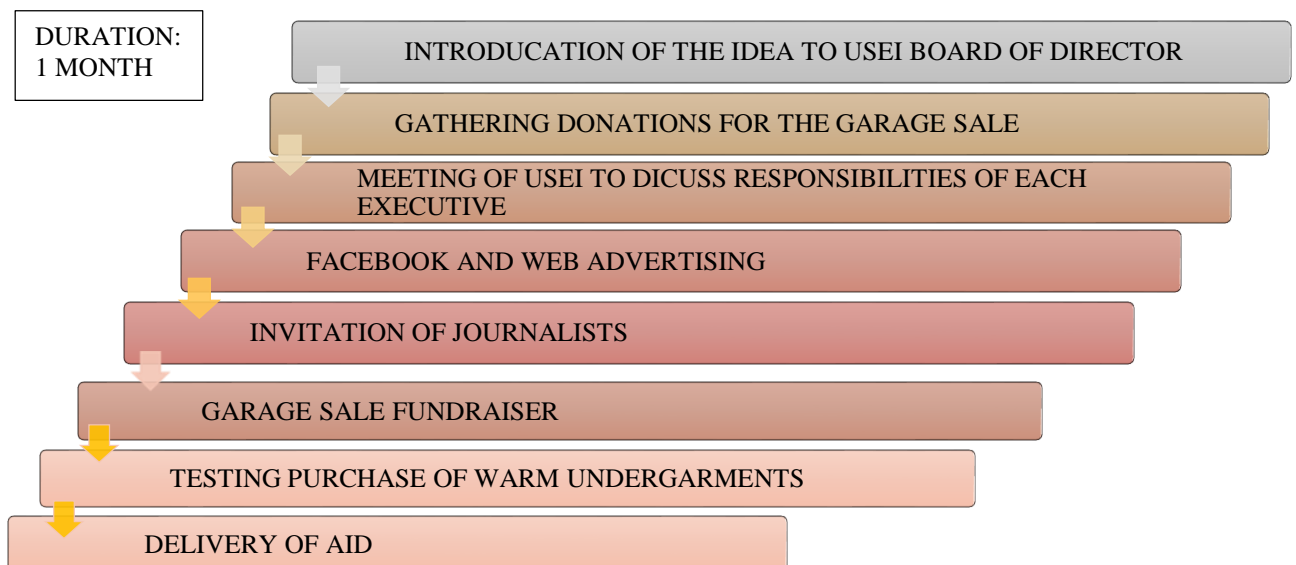 DURATION:
1 MONTH
INTRODUCATION OF THE IDEA TO USEI BOARD OF DIRECTOR
GATHERING DONATIONS FOR THE GARAGE SALE
MEETING OF USEI TO DICUSS RESPONSIBILITIES OF EACH
EXECUTIVE
FACEBOOK AND WEB ADVERTISING
INVITATION OF JOURNALISTS
GARAGE SALE FUNDRAISER
TESTING PURCHASE OF WARM UNDERGARMENTS
DELIVERY OF AID